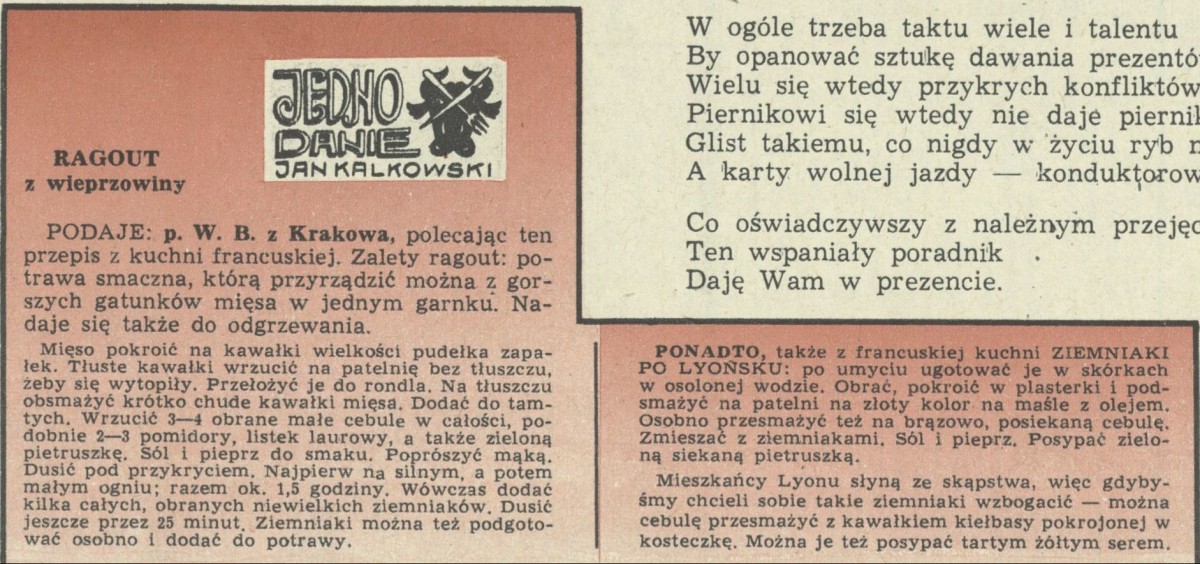 JEDNO
DANIE
JAN KALKOWSKI
RAGOUT
z wieprzowiny
PODAJE: p. W. B. z Krakowa, polecając ten
przepis z kuchni francuskiej. Zalety ragout: po-
trawa smaczna, którą przyrządzić można z gor-
szych gatunków mięsa w jednym garnku. Na-
daje się także do odgrzewania.
Mięso pokroić na kawałki wielkości pudełka zapa-
łek. Tłuste kawałki wrzucić na patelnię bez tłuszczu,
żeby się wytopiły. Przełożyć je do rondla. Na tłuszczu
obsmażyć krótko chude kawałki mięsa. Dodać do tam-
tych. Wrzucić 3—4 obrane małe cebule w całości, po-
dobnie 2—3 pomidory, listek laurowy, a także zieloną
pietruszkę. Sól i pieprz do smaku. Poprószyć mąką.
Dusić pod przykryciem. Najpierw na silnym, a potem
małym ogniu; razem ok. 1,5 godziny. Wówczas dodać
kilka całych, obranych niewielkich ziemniaków. Dusić
jeszcze przez 25 minut. Ziemniaki można też podgoto-
wać osobno i dodać do potrawy.
W ogóle trzeba taktu wiele i talentu
By opanować sztukę dawania prezentó
Wielu się wtedy przykrych konfliktów
Piernikowi się wtedy nie daje piernik
Glist takiemu, co nigdy w życiu ryb
A karty wolnej jazdy — konduktorow
Co oświadczywszy z należnym przejęc
Ten wspaniały poradnik
Daję Wam w prezencie.
PONADTO, także z francuskiej kuchni ZIEMNIAKI
PO LYOŃSKU: po umyciu ugotować je w skórkach
w osolonej wodzie. Obrać, pokroić w plasterki i pod-
smażyć na patelni na złoty kolor na maśle z olejem.
Osobno przesmażyć też na brązowo, posiekaną cebulę.
Zmieszać z ziemniakami. Sól i pieprz. Posypać zielo-
ną siekaną pietruszką.
Mieszkańcy Lyonu słyną ze skąpstwa, więc gdyby-
śmy chcieli sobie takie ziemniaki wzbogacić — można
cebulę przesmażyć z kawałkiem kiełbasy pokrojonej w
kosteczkę. Można je też posypać tartym żółtym serem.